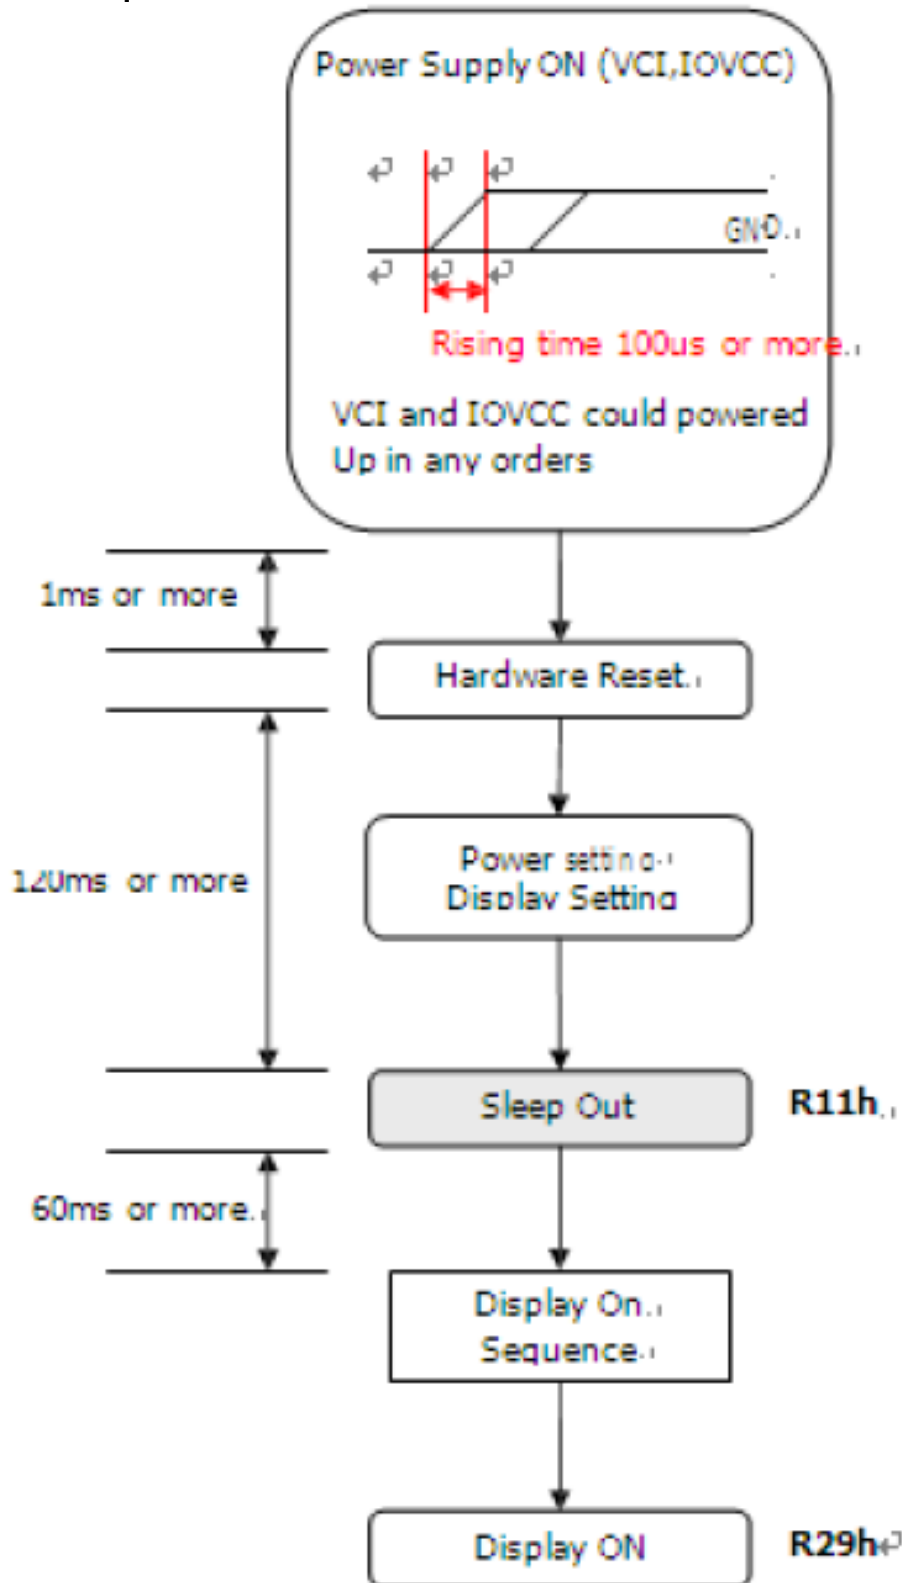 Power Supply ON (VCI,IOVCC)
GND
Rising time 100us or more
VCI and IOVCC could powered
Up in any orders
1ms or more
Hardware Reset
Power setting
Display Setting
120ms or more
Sleep Out
R11h
60ms or more
Display On
Sequence
Display ON
R29h